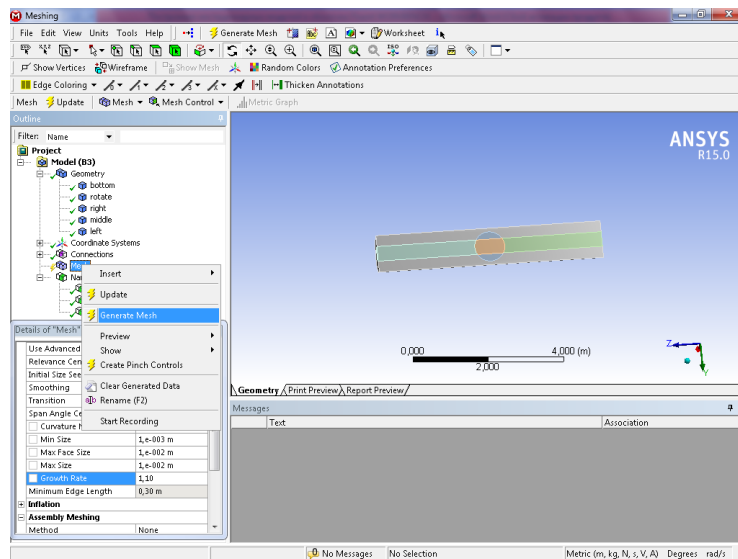 Meshing
File Edit View Units Tools Help Generate Mesh A Worksheet
Show Vertices Wireframe Show Mesh Random Colors Annotation Preferences
Edge Coloring Thicken Annotations
Mesh Update Mesh Mesh Control Metric Graph
Outline
Filter: Name
Project
Model (B3)
Geometry
bottom
rotate
right
middle
left
Coordinate Systems
Connections
Insert
Update
Generate Mesh
Preview
Show
Create Pinch Controls
Clear Generated Data
Rename (F2)
Start Recording
Details of "Mesh"
Use Advanced
Relevance Cen
Initial Size See
Smoothing
Transition
Span Angle Ce
Curvature
Min Size 1,e-003 m
Max Face Size 1,e-002 m
Max Size 1,e-002 m
Growth Rate 1,10
Minimum Edge Length 0,30 m
Inflation
Assembly Meshing
Method None
ANSYS
R15.0
0,000 4,000 (m)
2,000
Z
Y
Geometry Print Preview Report Preview
Messages
Text Association
No Messages No Selection Metric (m, kg, N, s, V, A) Degrees rad/s